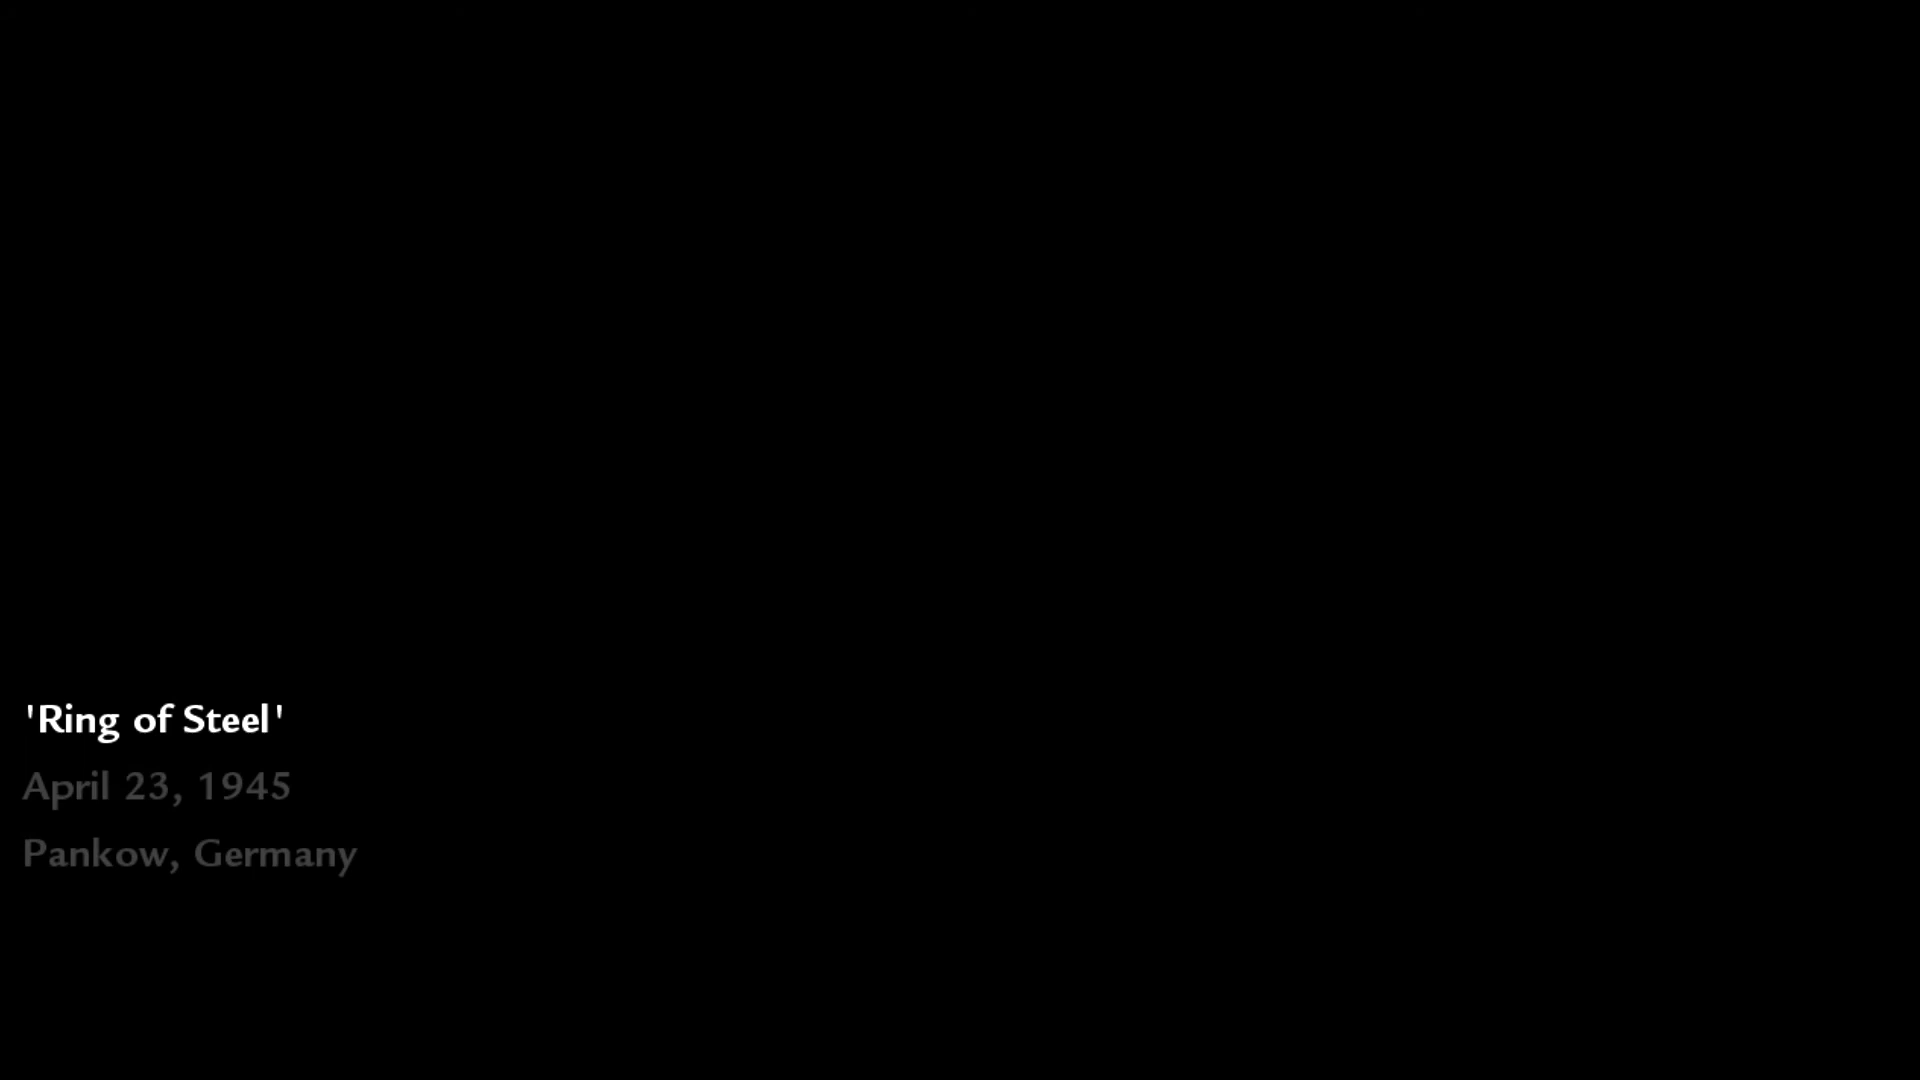 'Ring of Steel'
April 23, 1945
Pankow, Germany